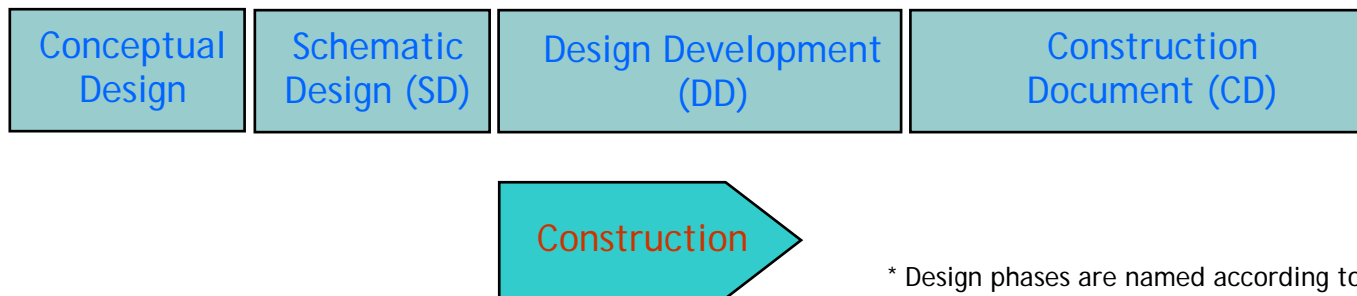 Conceptual
Design
Schematic
Design (SD)
Design Development
(DD)
Construction
Document (CD)
Construction
* Design phases are named according to